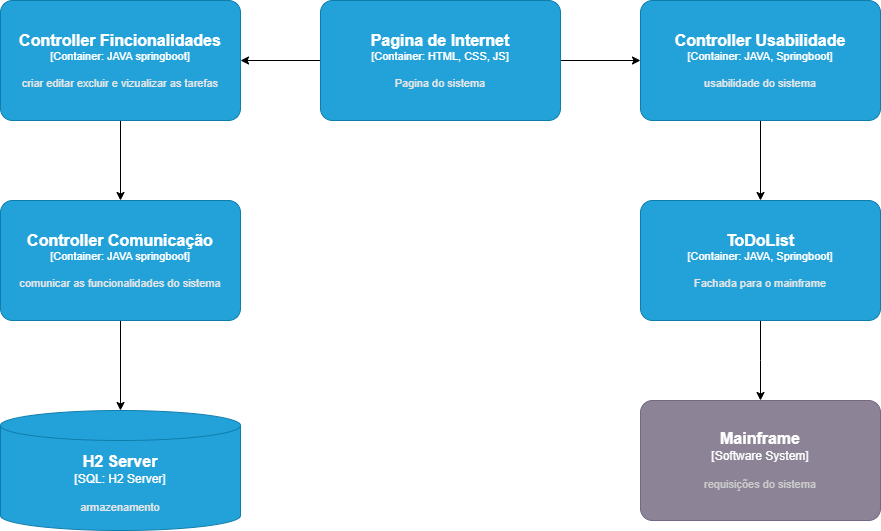 Controller Fincionalidades
[Container: JAVA springboot]
criar editar excluir e vizualizar as tarefas
Pagina de Internet
[Container: HTML, CSS, JS]
Pagina do sistema
Controller Usabilidade
[Container: JAVA, Springboot]
usabilidade do sistema
Controller Comunicação
[Container: JAVA springboot]
comunicar as funcionalidades do sistema
ToDoList
[Container: JAVA, Springboot]
Fachada para o mainframe
H2 Server
[SQL: H2 Server]
armazenamento
Mainframe
[Software System]
requisições do sistema